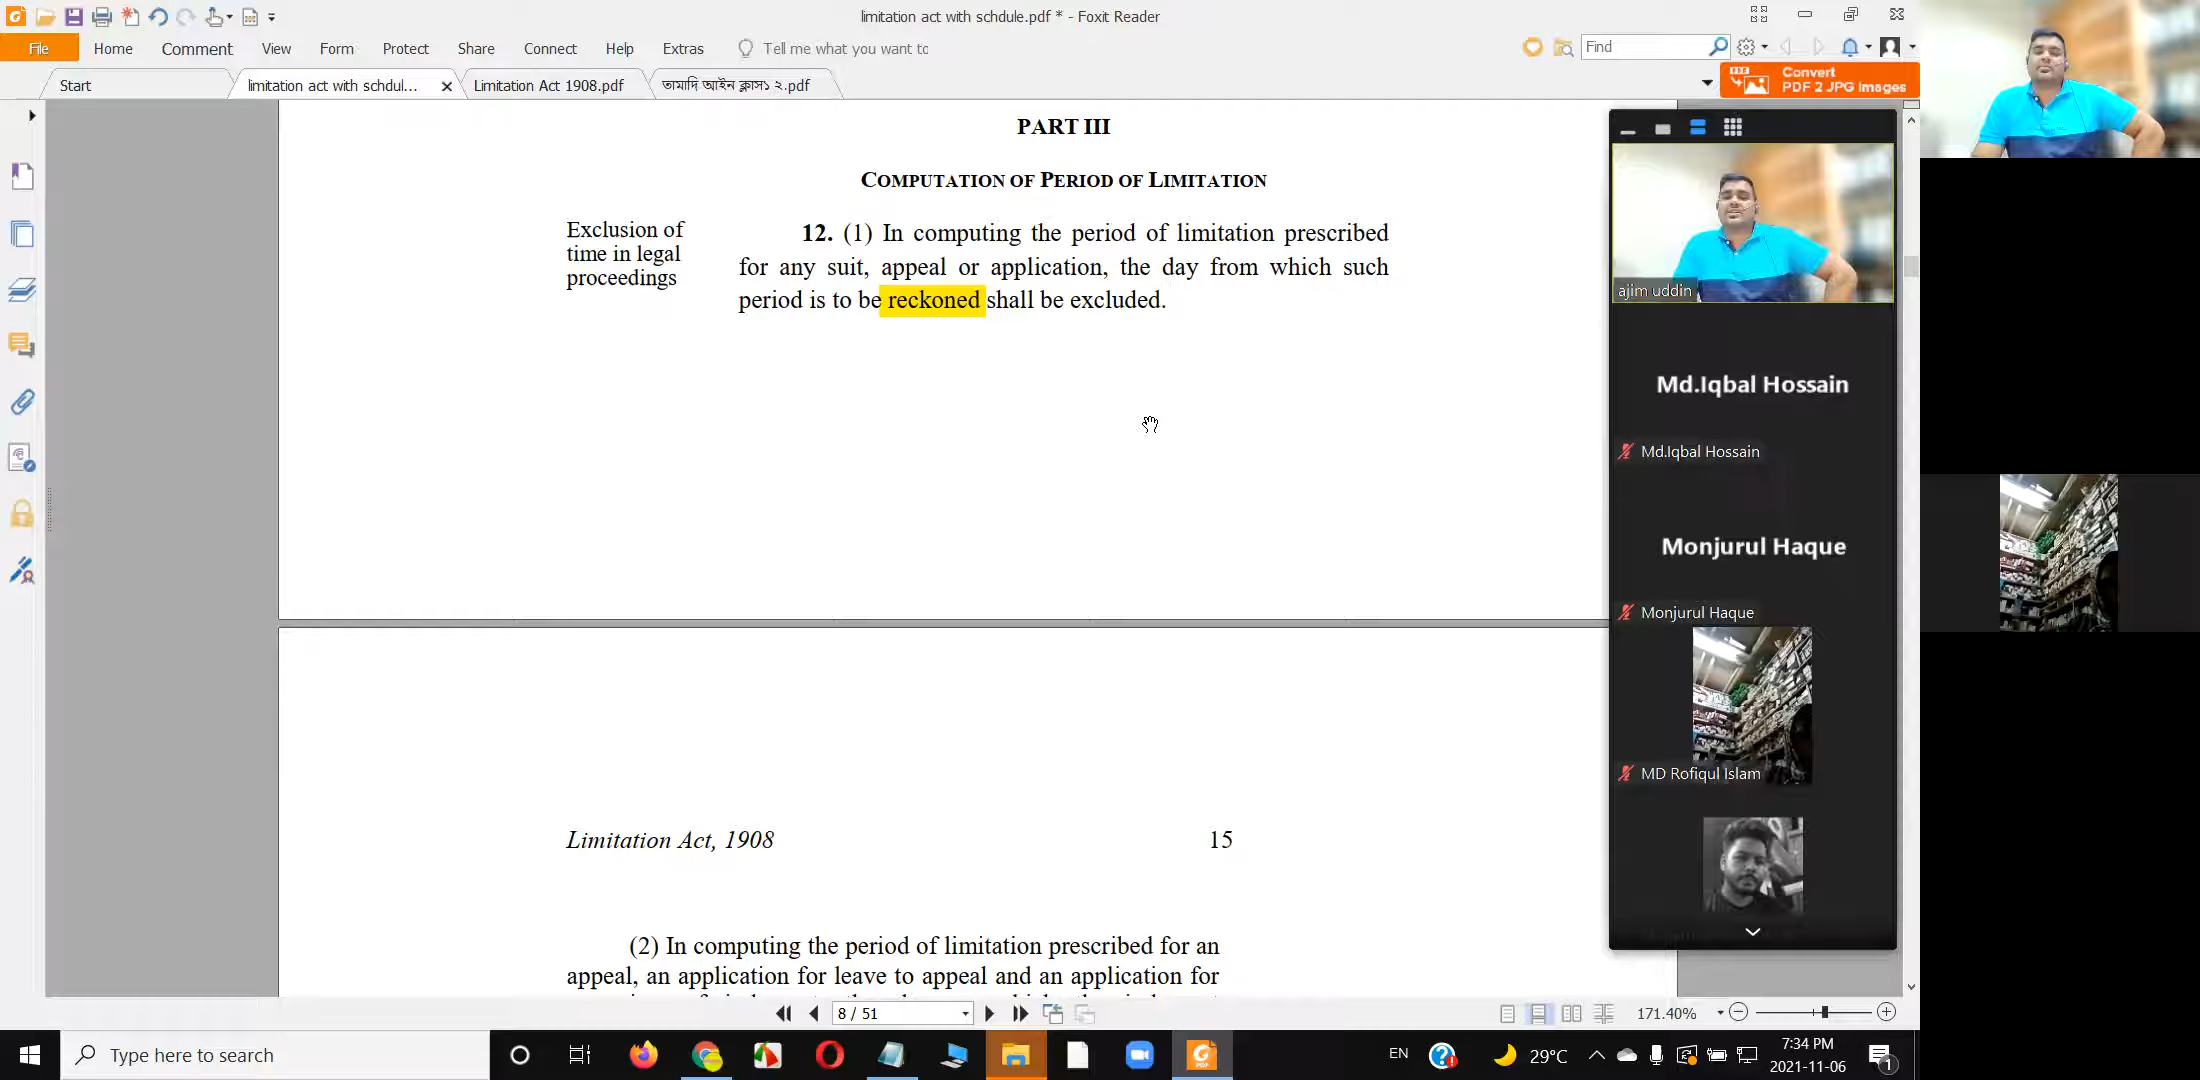 limitation act with schdule.pdf * - Foxit Reader
File Home Comment View Form Protect Share Connect Help Extras Tell me what you want to Find
Start limitation act with schdul... Limitation Act 1908.pdf তামাদি আইন ক্লাস১ ২.pdf
Convert
PDF 2 JPG Images
PART III
COMPUTATION OF PERIOD OF LIMITATION
Exclusion of
time in legal
proceedings
12. (1) In computing the period of limitation prescribed
for any suit, appeal or application, the day from which such
period is to be reckoned shall be excluded.
Limitation Act, 1908 15
(2) In computing the period of limitation prescribed for an
appeal, an application for leave to appeal and an application for
ajim uddin
Md.Iqbal Hossain
Md.Iqbal Hossain
Monjurul Haque
Monjurul Haque
MD Rofiqul Islam
8 / 51
171.40%
Type here to search
EN
29°C
7:34 PM
2021-11-06
1